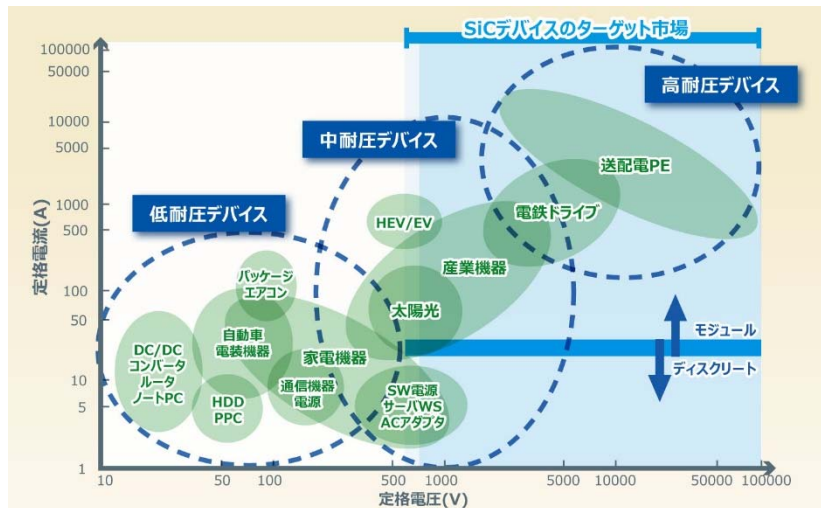 SiCデバイスのターゲット市場
高耐圧デバイス
中耐圧デバイス
低耐圧デバイス
定格電流(A)
100000
50000
10000
5000
1000
500
100
50
10
5
1
送配電PE
電鉄ドライブ
HEV/EV
産業機器
太陽光
パッケージ
エアコン
自動車
電装機器
家電機器
DC/DC
コンバータ
ルータ
ノートPC
HDD
PPC
通信機器
電源
SW電源
サーバWS
ACアダプタ
モジュール
ディスクリート
10
50
100
500
1000
5000
10000
50000
100000
定格電圧(V)